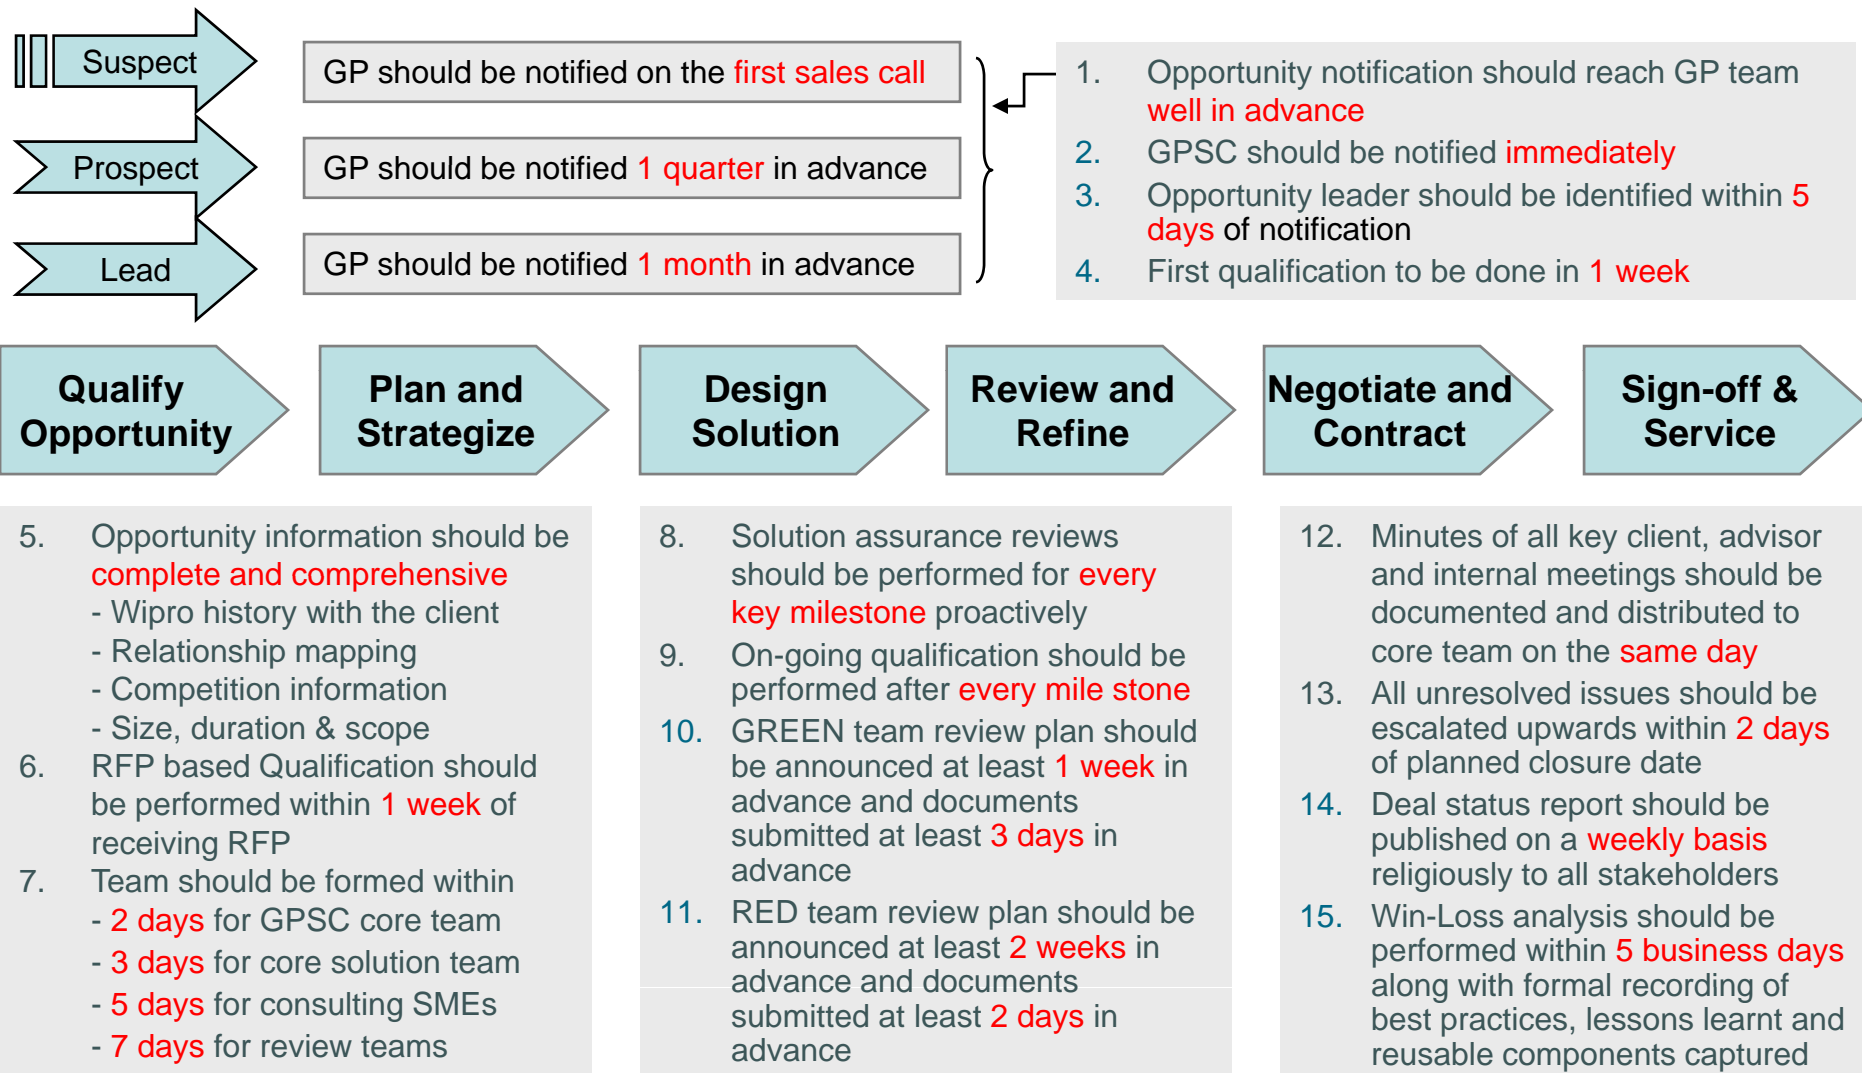 Suspect
GP should be notified on the first sales call
Prospect
GP should be notified 1 quarter in advance
Lead
GP should be notified 1 month in advance
1. Opportunity notification should reach GP team
well in advance
2. GPSC should be notified immediately
3. Opportunity leader should be identified within 5
days of notification
4. First qualification to be done in 1 week
Qualify
Opportunity
Plan and
Strategize
Design
Solution
Review and
Refine
Negotiate and
Contract
Sign-off &
Service
5. Opportunity information should be
complete and comprehensive
- Wipro history with the client
- Relationship mapping
- Competition information
- Size, duration & scope
6. RFP based Qualification should
be performed within 1 week of
receiving RFP
7. Team should be formed within
- 2 days for GPSC core team
- 3 days for core solution team
- 5 days for consulting SMEs
- 7 days for review teams
8. Solution assurance reviews
should be performed for every
key milestone proactively
9. On-going qualification should be
performed after every mile stone
10. GREEN team review plan should
be announced at least 1 week in
advance and documents
submitted at least 3 days in
advance
11. RED team review plan should be
announced at least 2 weeks in
advance and documents
submitted at least 2 days in
advance
12. Minutes of all key client, advisor
and internal meetings should be
documented and distributed to
core team on the same day
13. All unresolved issues should be
escalated upwards within 2 days
of planned closure date
14. Deal status report should be
published on a weekly basis
religiously to all stakeholders
15. Win-Loss analysis should be
performed within 5 business days
along with formal recording of
best practices, lessons learnt and
reusable components captured